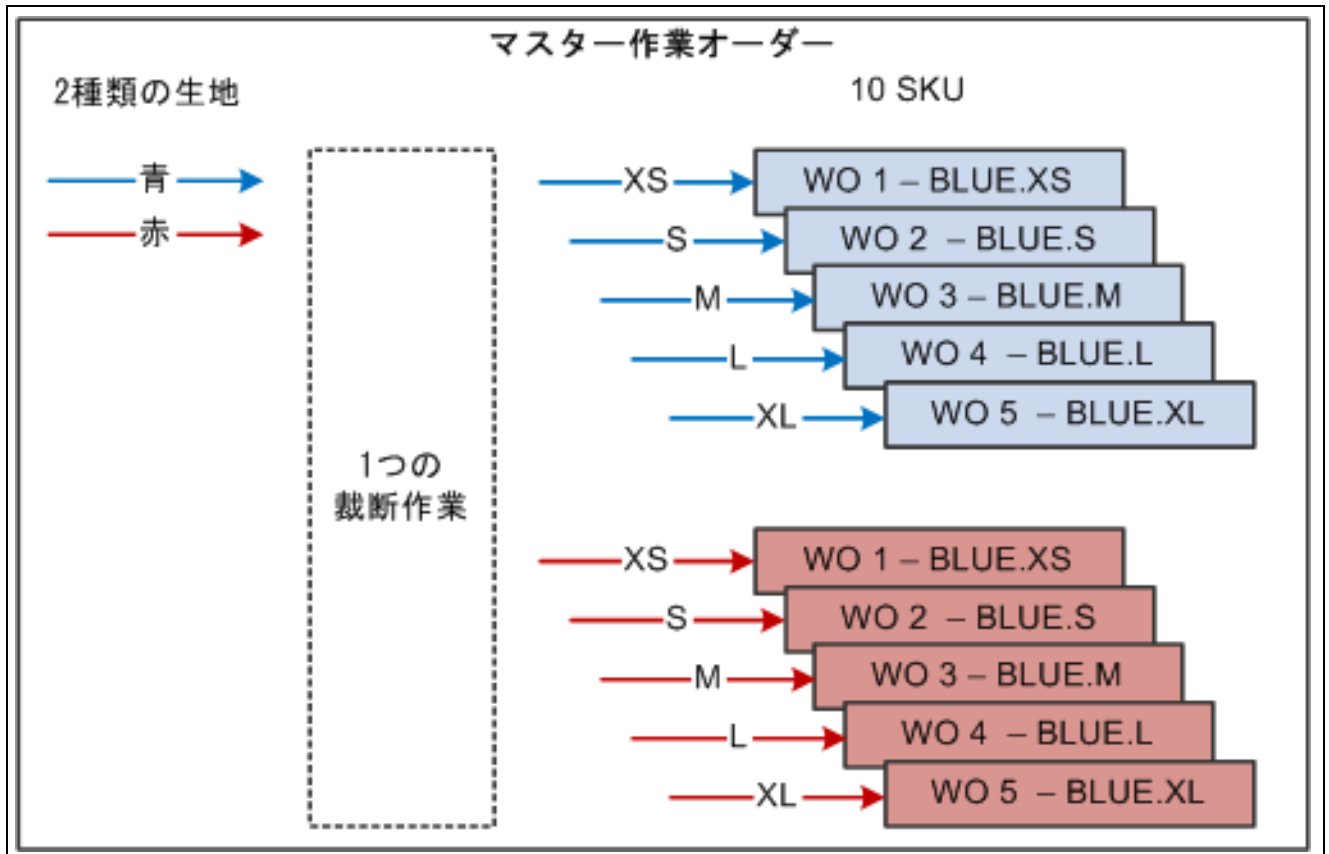 マスター作業オーダー
2種類の生地
10 SKU
青
赤
1つの
裁断作業
XS
WO 1 – BLUE.XS
S
WO 2 – BLUE.S
M
WO 3 – BLUE.M
L
WO 4 – BLUE.L
XL
WO 5 – BLUE.XL
XS
WO 1 – BLUE.XS
S
WO 2 – BLUE.S
M
WO 3 – BLUE.M
L
WO 4 – BLUE.L
XL
WO 5 – BLUE.XL